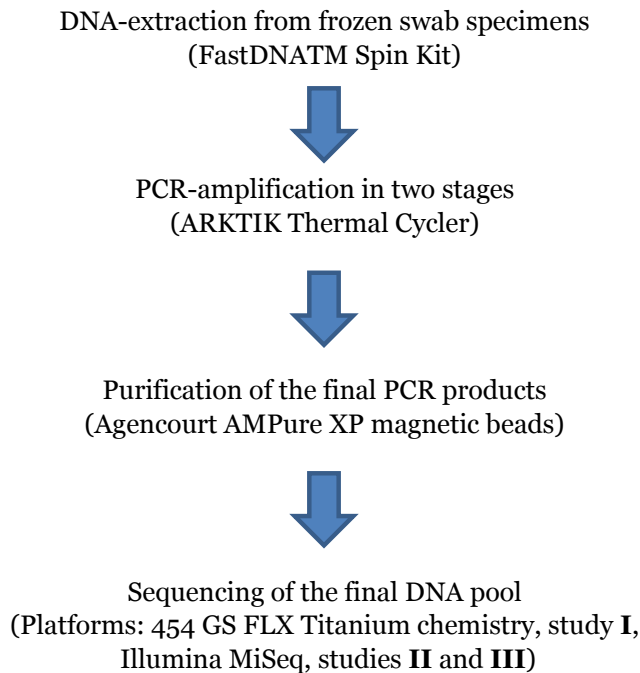 DNA-extraction from frozen swab specimens
(FastDNATM Spin Kit)
PCR-amplification in two stages
(ARKTIK Thermal Cycler)
Purification of the final PCR products
(Agencourt AMPure XP magnetic beads)
Sequencing of the final DNA pool
(Platforms: 454 GS FLX Titanium chemistry, study I,
Illumina MiSeq, studies II and III)